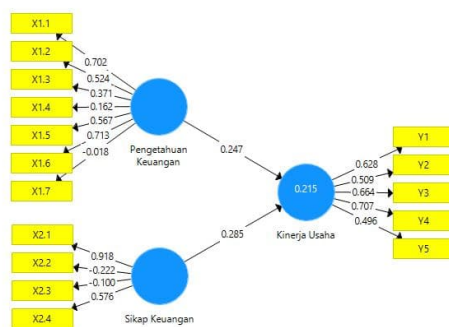 X1.1
X1.2
X1.3
X1.4
X1.5
X1.6
X1.7
0.702
0.524
0.371
0.162
0.567
0.713
-0.018
Pengetahuan
Keuangan
0.247
X2.1
X2.2
X2.3
X2.4
0.918
-0.222
-0.100
0.576
Sikap Keuangan
0.285
0.215
Kinerja Usaha
0.628
0.509
0.664
0.707
0.496
Y1
Y2
Y3
Y4
Y5